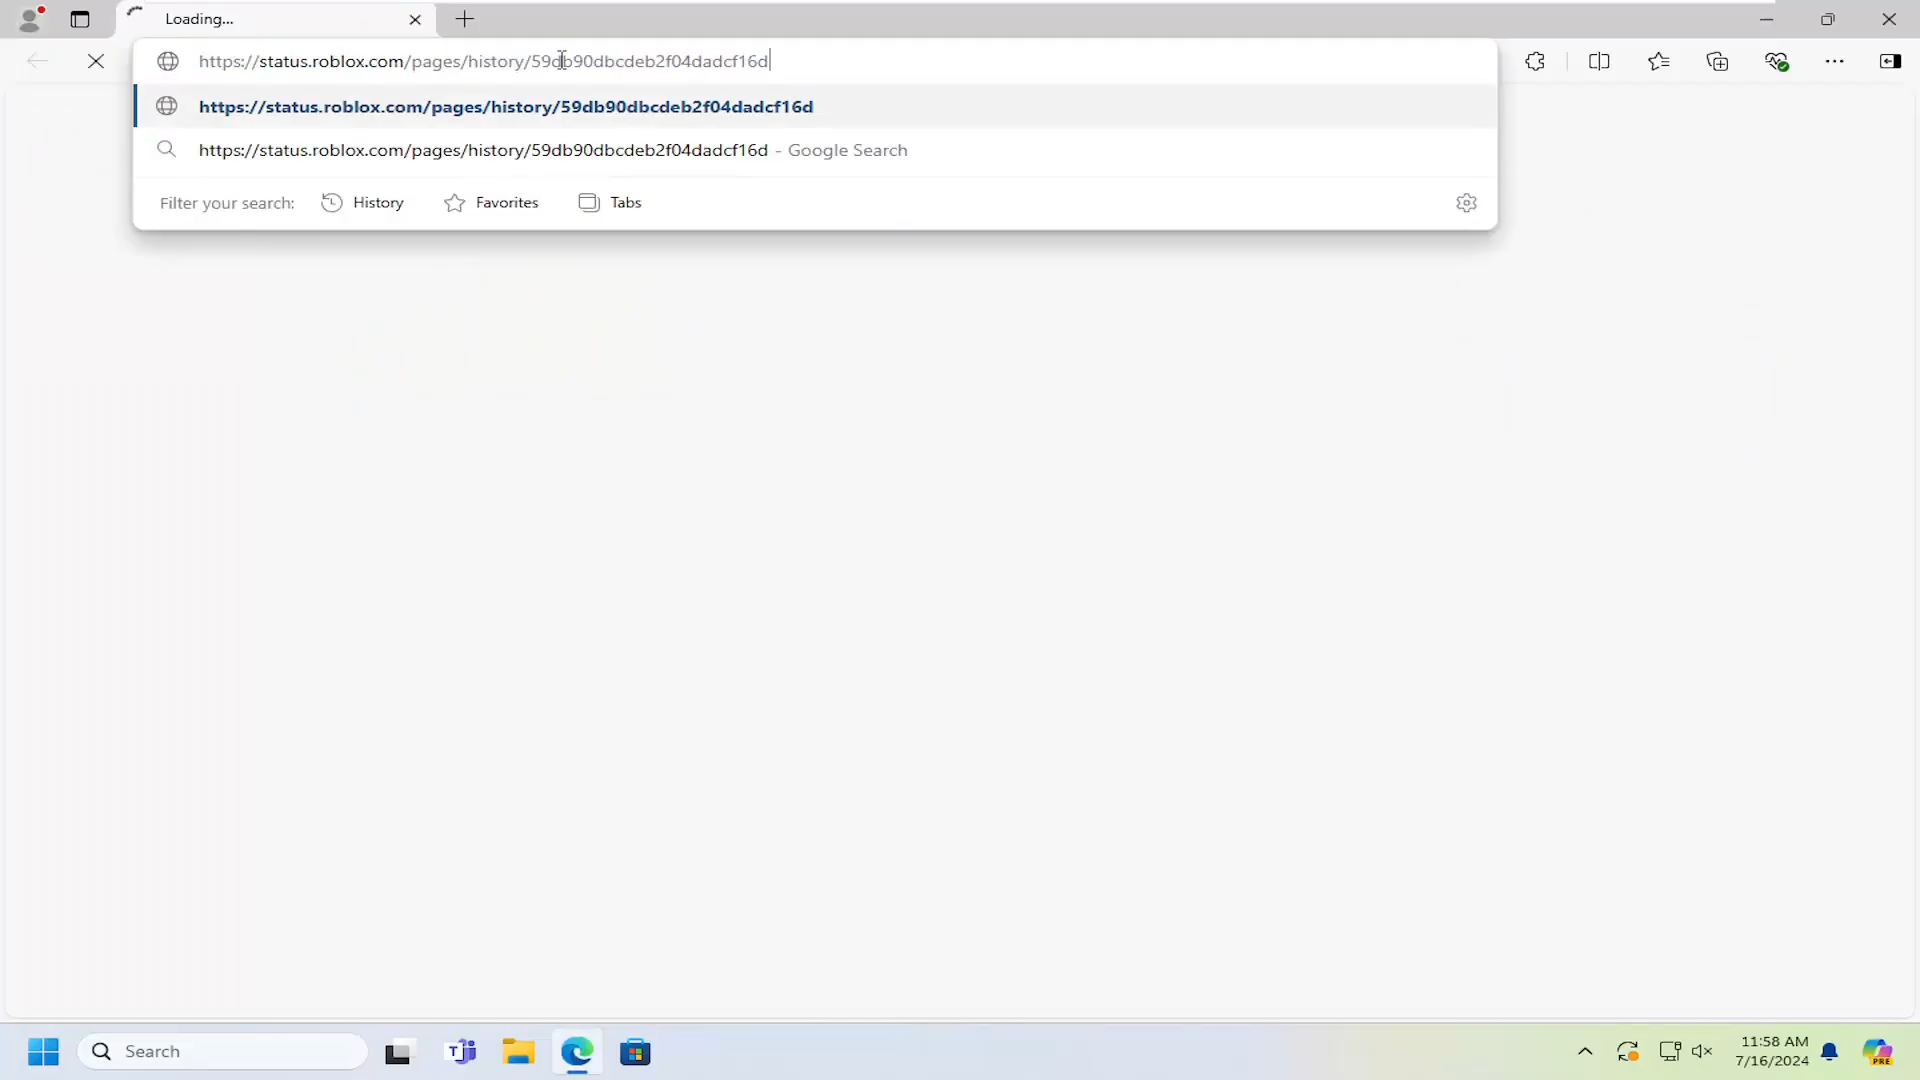 Loading...
https://status.roblox.com/pages/history/59db90dbcdeb2f04dadcf16d
https://status.roblox.com/pages/history/59db90dbcdeb2f04dadcf16d
https://status.roblox.com/pages/history/59db90dbcdeb2f04dadcf16d - Google Search
Filter your search: History Favorites Tabs
Search
11:58 AM
7/16/2024
PRE